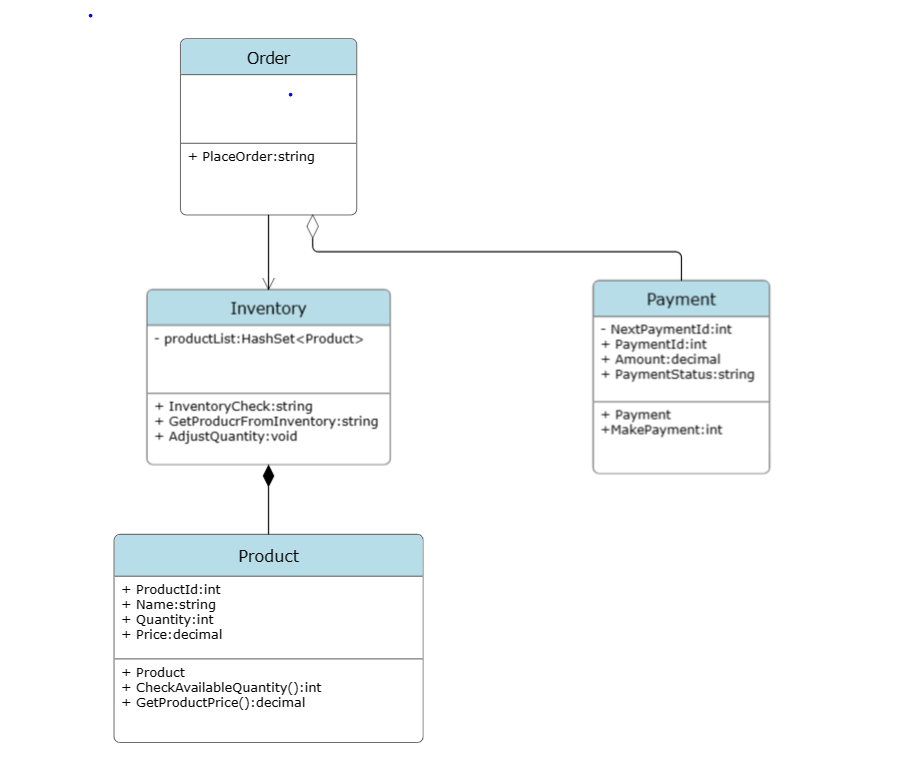 Order
+ PlaceOrder:string
Inventory
- productList:HashSet<Product>
+ InventoryCheck:string
+ GetProducrFromInventory:string
+ AdjustQuantity:void
Payment
- NextPaymentId:int
+ PaymentId:int
+ Amount:decimal
+ PaymentStatus:string
+ Payment
+MakePayment:int
Product
+ ProductId:int
+ Name:string
+ Quantity:int
+ Price:decimal
+ Product
+ CheckAvailableQuantity():int
+ GetProductPrice():decimal